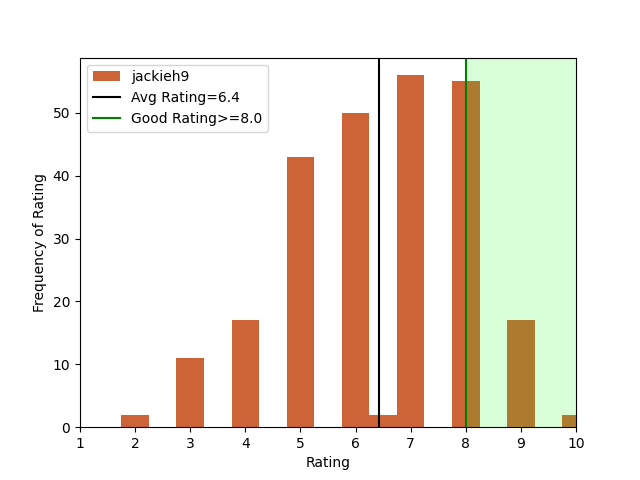 jackieh9
Avg Rating=6.4
Good Rating>=8.0
50
40
30
20
10
0
Frequency of Rating
1 2 3 4 5 6 7 8 9 10
Rating